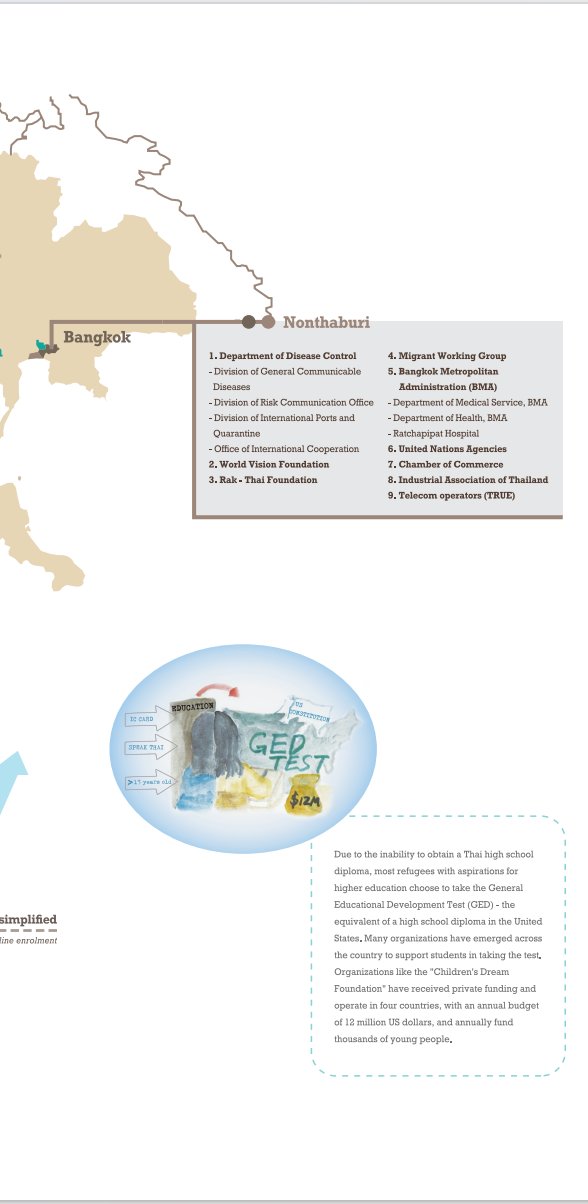 Nonthaburi
Bangkok
1. Department of Disease Control
- Division of General Communicable
Diseases
- Division of Risk Communication Office
- Division of International Ports and
Quarantine
- Office of International Cooperation
2. World Vision Foundation
3. Rak - Thai Foundation
4. Migrant Working Group
5. Bangkok Metropolitan
Administration (BMA)
- Department of Medical Service, BMA
- Department of Health, BMA
- Ratchapipat Hospital
6. United Nations Agencies
7. Chamber of Commerce
8. Industrial Association of Thailand
9. Telecom operators (TRUE)
EDUCATION
US
CONSTITUTION
ID CARD
SPEAK THAI
>17 years old
GED
TEST
$12M
Due to the inability to obtain a Thai high school
diploma, most refugees with aspirations for
higher education choose to take the General
Educational Development Test (GED) - the
equivalent of a high school diploma in the United
States. Many organizations have emerged across
the country to support students in taking the test.
Organizations like the "Children's Dream
Foundation" have received private funding and
operate in four countries, with an annual budget
of 12 million US dollars, and annually fund
thousands of young people.
simplified
line enrolment